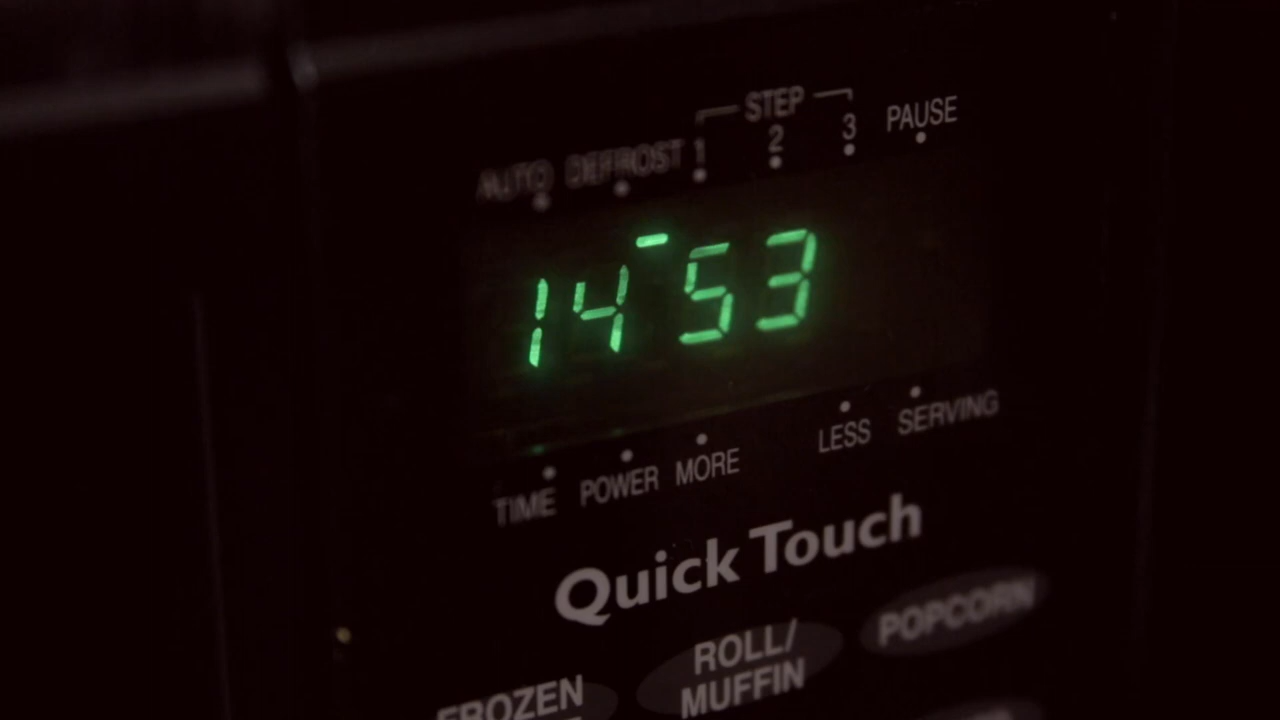 STEP
AUTO DEFROST 1 2 3 PAUSE
14 53
TIME POWER MORE LESS SERVING
Quick Touch
FROZEN
ROLL/
MUFFIN
POPCORN